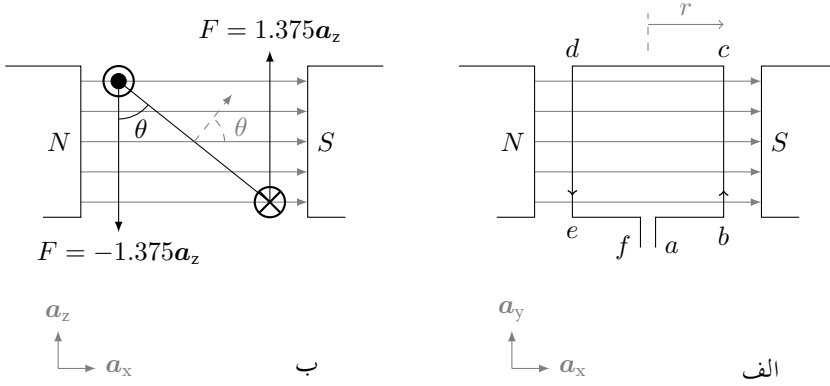 F = 1.375a_z
θ
θ
N
S
F = −1.375a_z
a_z
a_x
ب
r
d
c
N
S
e
f
a
b
a_y
a_x
الف